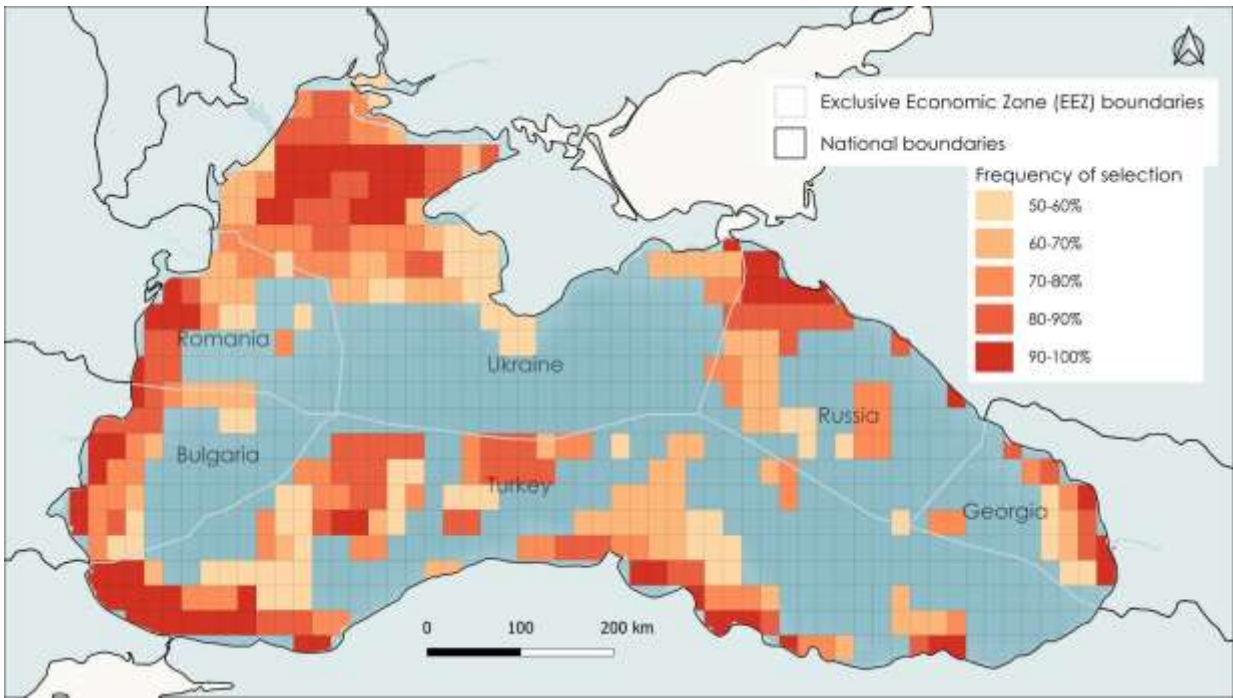 Exclusive Economic Zone (EEZ) boundaries
National boundaries
Frequency of selection
50-60%
60-70%
70-80%
80-90%
90-100%
Romania
Ukraine
Russia
Bulgaria
Turkey
Georgia
0 100 200 km